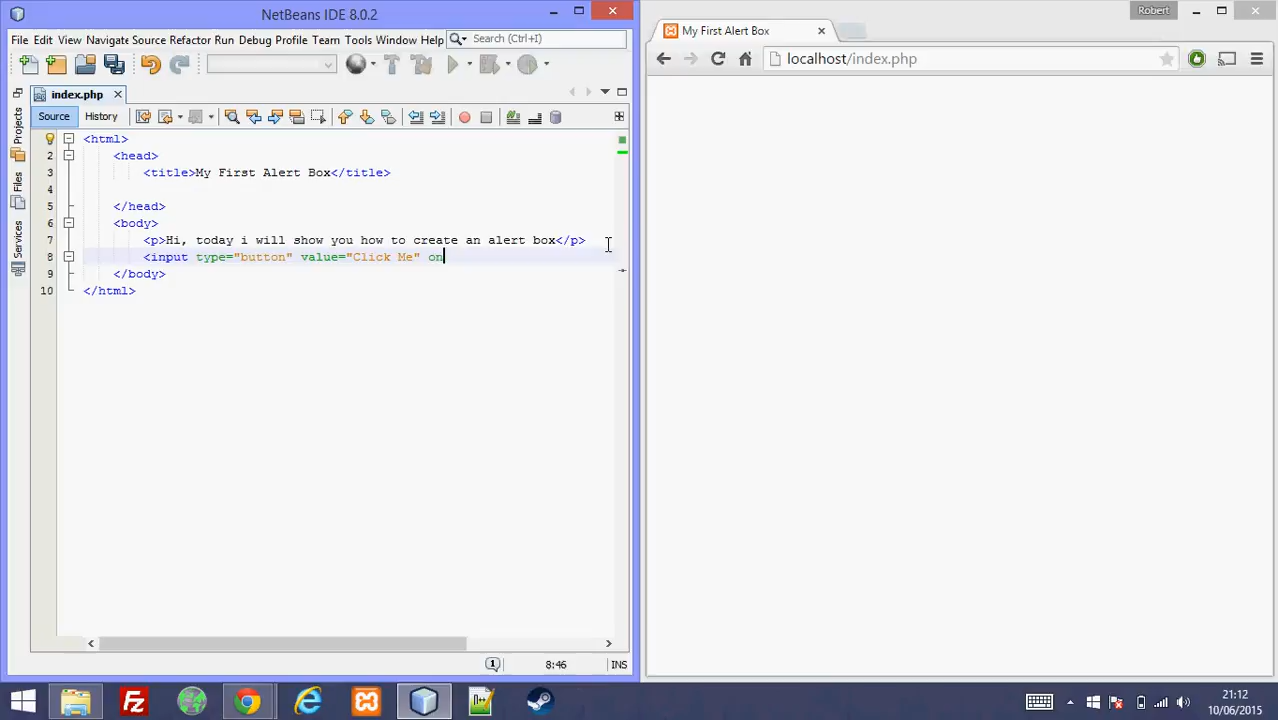 NetBeans IDE 8.0.2
File Edit View Navigate Source Refactor Run Debug Profile Team Tools Window Help
Search (Ctrl+I)
index.php
Source History
Projects
Files
Services
<html>
2 <head>
3 <title>My First Alert Box</title>
4
5 </head>
6 <body>
7 <p>Hi, today i will show you how to create an alert box</p>
8 <input type="button" value="Click Me" on
9 </body>
10 </html>
1
8:46
INS
Robert
My First Alert Box
localhost/index.php
21:12
10/06/2015